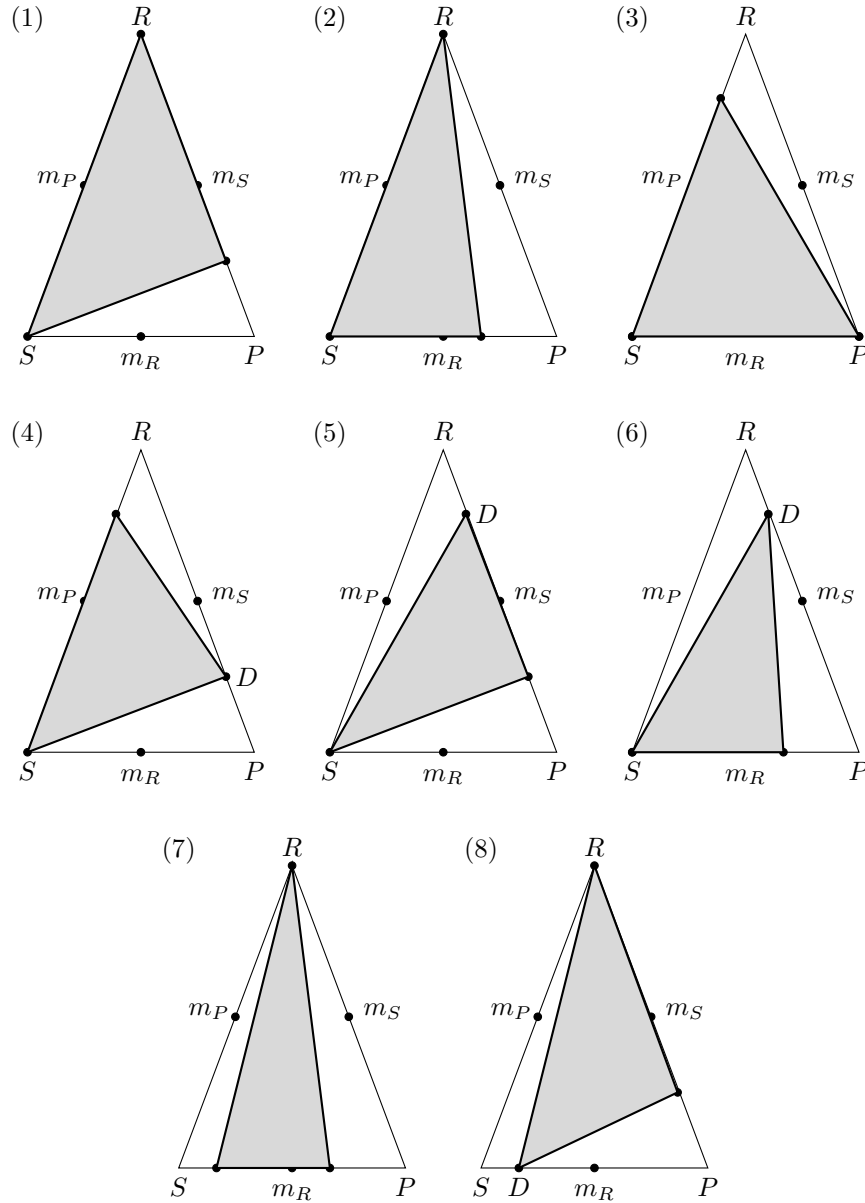 (1) R (2) R (3) R
m_P m_S m_P m_S m_P m_S
S m_R P S m_R P S m_R P
(4) R (5) R (6) R
D D
m_P m_S m_P m_S m_P m_S
D
S m_R P S m_R P S m_R P
(7) R (8) R
m_P m_S m_P m_S
S m_R P S D m_R P